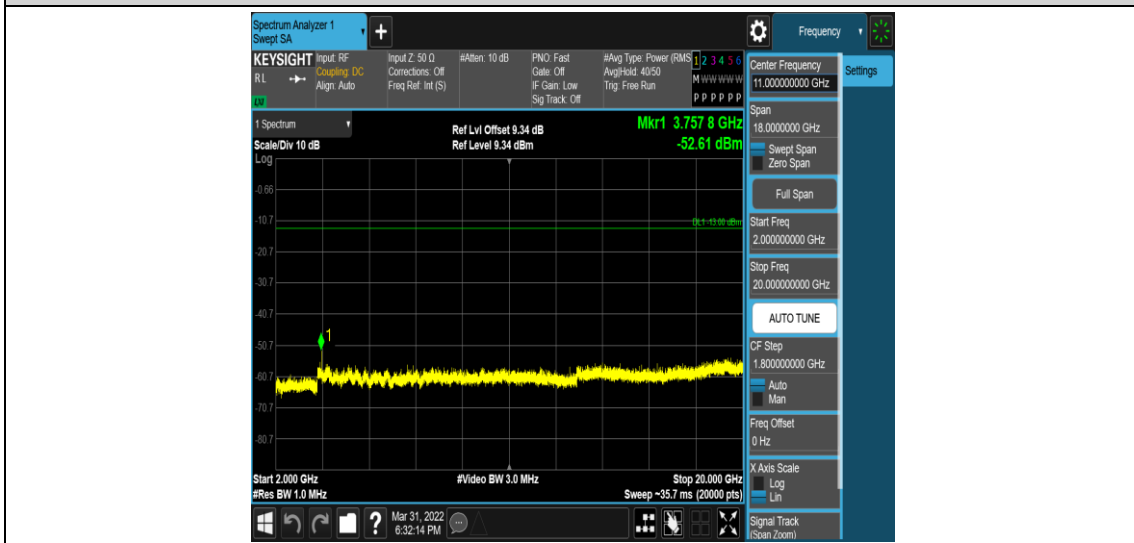 Spectrum Analyzer 1
Swept SA
+
Frequency
KEYSIGHT
RL
LXI
Input: RF
Coupling: DC
Align: Auto
Input Z: 50 Ω
Corrections: Off
Freq Ref: Int (S)
#Atten: 10 dB
PNO: Fast
Gate: Off
IF Gain: Low
Sig Track: Off
#Avg Type: Power (RMS
Avg|Hold: 40/50
Trig: Free Run
1 2 3 4 5 6
M W W W W W
P P P P P P
1 Spectrum
Scale/Div 10 dB
Log
Ref Lvl Offset 9.34 dB
Ref Level 9.34 dBm
Mkr1 3.757 8 GHz
-52.61 dBm
-0.66
-10.7
DL1 -13.00 dBm
-20.7
-30.7
-40.7
1
-50.7
-60.7
-70.7
-80.7
Start 2.000 GHz
#Res BW 1.0 MHz
#Video BW 3.0 MHz
Stop 20.000 GHz
Sweep ~35.7 ms (20000 pts)
?
Mar 31, 2022
6:32:14 PM
Center Frequency
11.000000000 GHz
Settings
Span
18.0000000 GHz
Swept Span
Zero Span
Full Span
Start Freq
2.000000000 GHz
Stop Freq
20.000000000 GHz
AUTO TUNE
CF Step
1.800000000 GHz
Auto
Man
Freq Offset
0 Hz
X Axis Scale
Log
Lin
Signal Track
(Span Zoom)